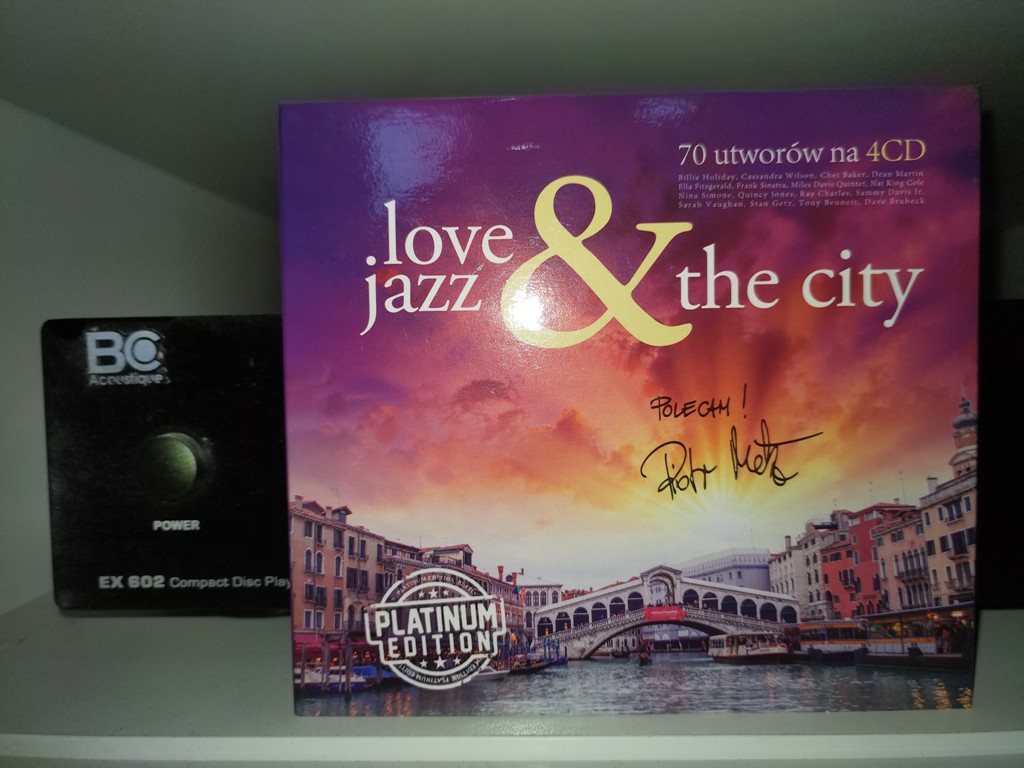 70 utworów na 4CD
Billie Holiday, Cassandra Wilson, Chet Baker, Dean Martin
Ella Fitzgerald, Frank Sinatra, Miles Davis Quintet, Nat King Cole
Nina Simone, Quincy Jones, Ray Charles, Sammy Davis Jr.
Sarah Vaughan, Stan Getz, Tony Bennett, Dave Brubeck
love
jazz
& the city
BC
Acoustique
POWER
EX 602 Compact Disc Play
POLECAM!
Piotr Metz
PLATINUM
EDITION